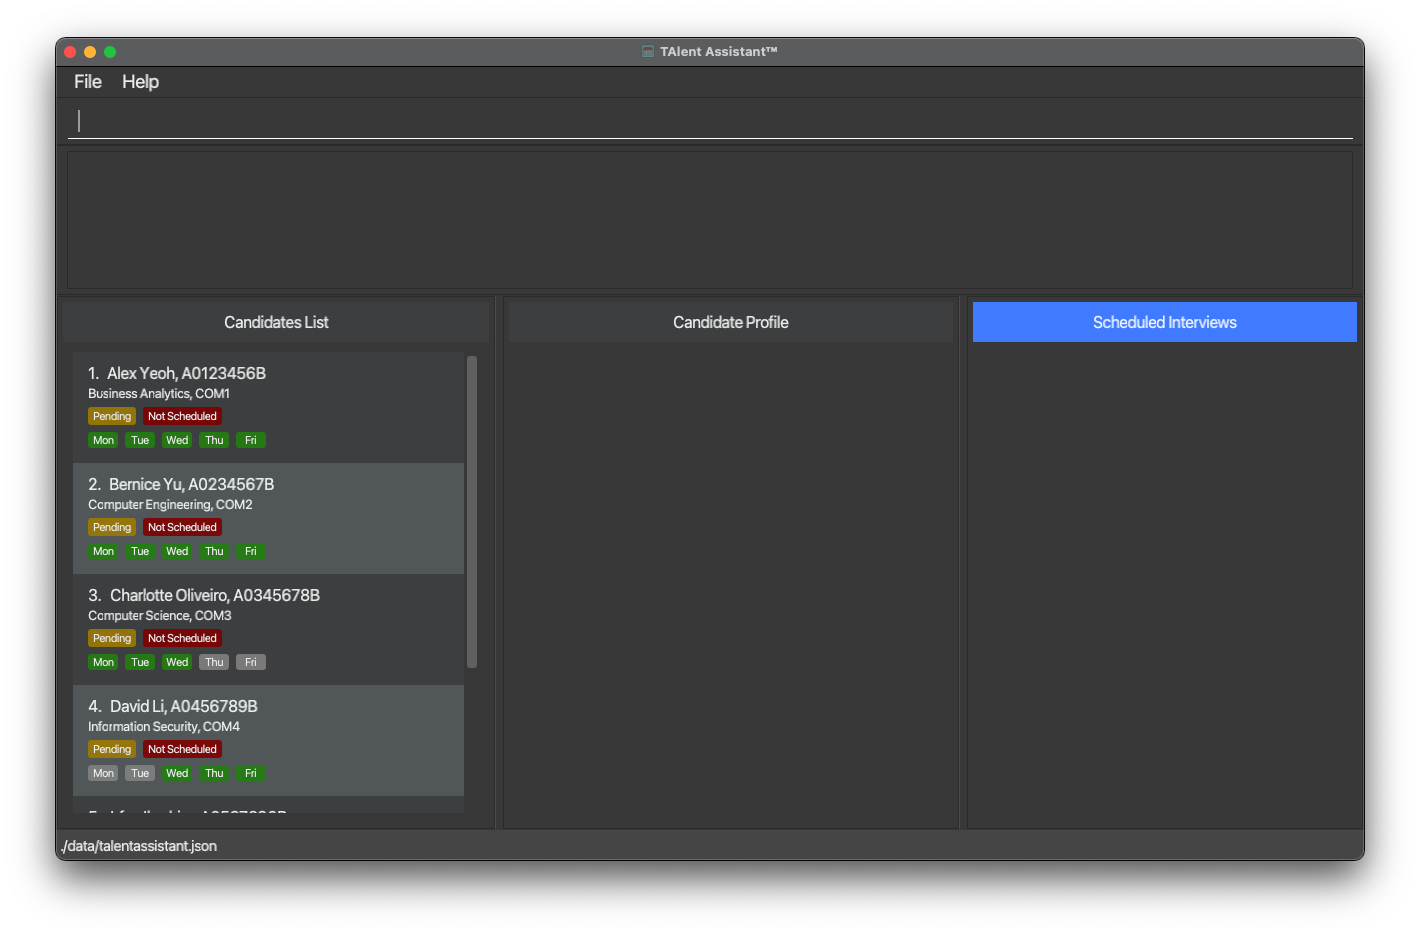 TAlent Assistant™
File Help
Candidates List
Candidate Profile
Scheduled Interviews
1. Alex Yeoh, A0123456B
Business Analytics, COM1
Pending Not Scheduled
Mon Tue Wed Thu Fri
2. Bernice Yu, A0234567B
Computer Engineering, COM2
Pending Not Scheduled
Mon Tue Wed Thu Fri
3. Charlotte Oliveiro, A0345678B
Computer Science, COM3
Pending Not Scheduled
Mon Tue Wed Thu Fri
4. David Li, A0456789B
Information Security, COM4
Pending Not Scheduled
Mon Tue Wed Thu Fri
./data/talentassistant.json